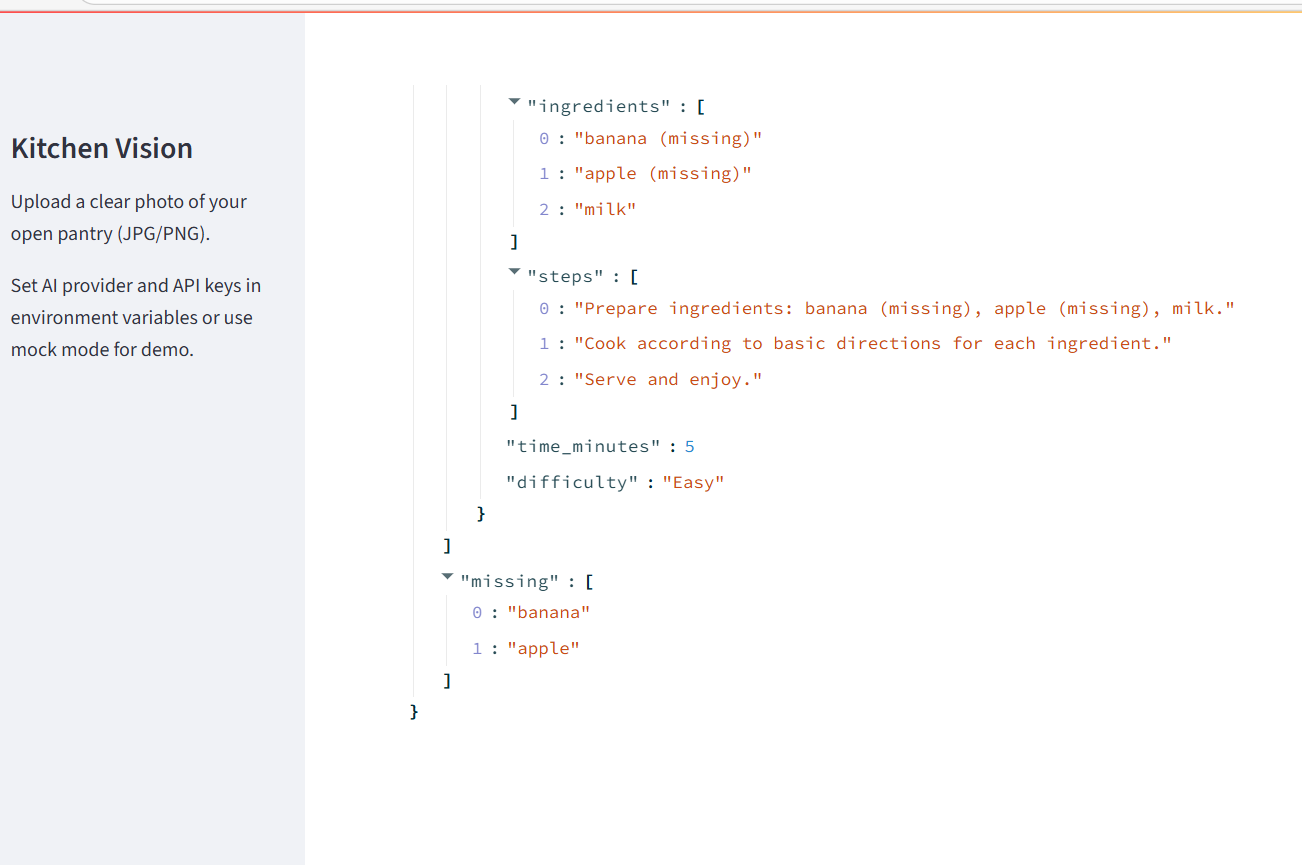 Kitchen Vision
Upload a clear photo of your
open pantry (JPG/PNG).
Set AI provider and API keys in
environment variables or use
mock mode for demo.
"ingredients" : [
0 : "banana (missing)"
1 : "apple (missing)"
2 : "milk"
]
"steps" : [
0 : "Prepare ingredients: banana (missing), apple (missing), milk."
1 : "Cook according to basic directions for each ingredient."
2 : "Serve and enjoy."
]
"time_minutes" : 5
"difficulty" : "Easy"
}
]
"missing" : [
0 : "banana"
1 : "apple"
]
}